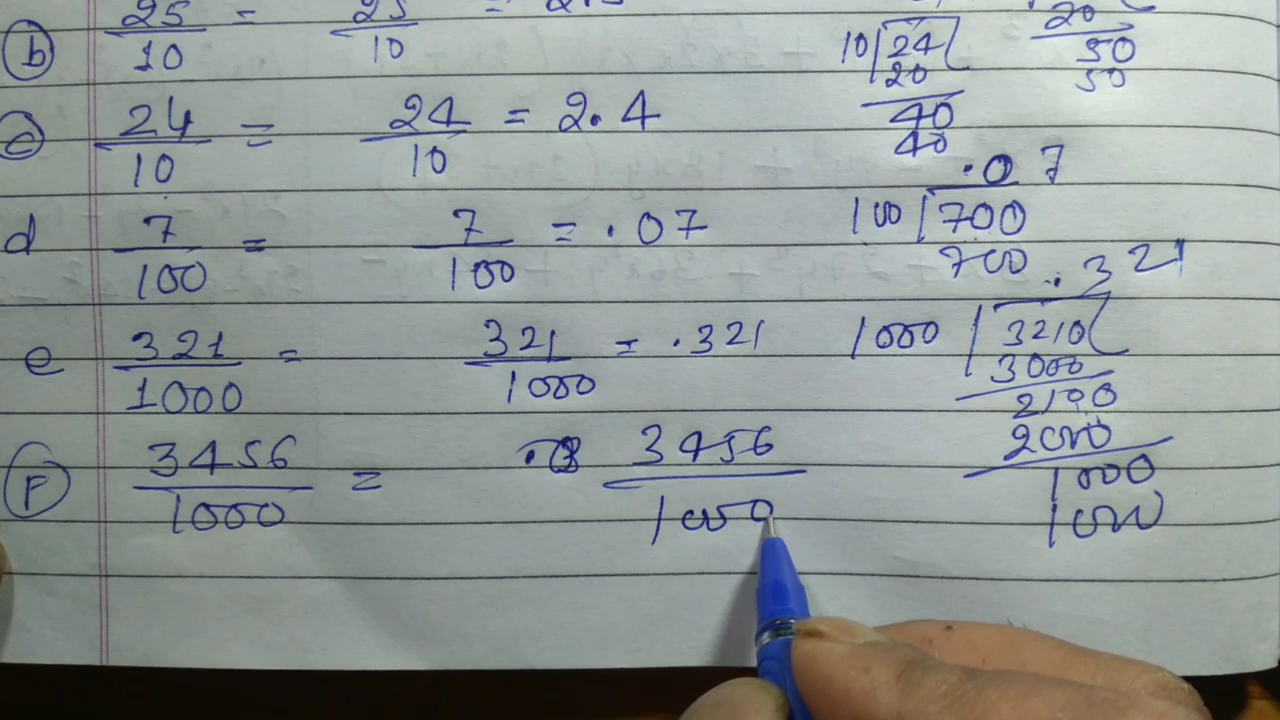 (b) 25/10 = 25/10 =
10 ⟌ 24
20
40
40
20
50
50
(c) 24/10 = 24/10 = 2.4
d 7/100 = 7/100 = .07
.07
100 ⟌ 700
700
e 321/1000 = 321/1000 = .321
.321
1000 ⟌ 3210
3000
2100
2000
1000
1000
(F) 3456/1000 = 3456/1000